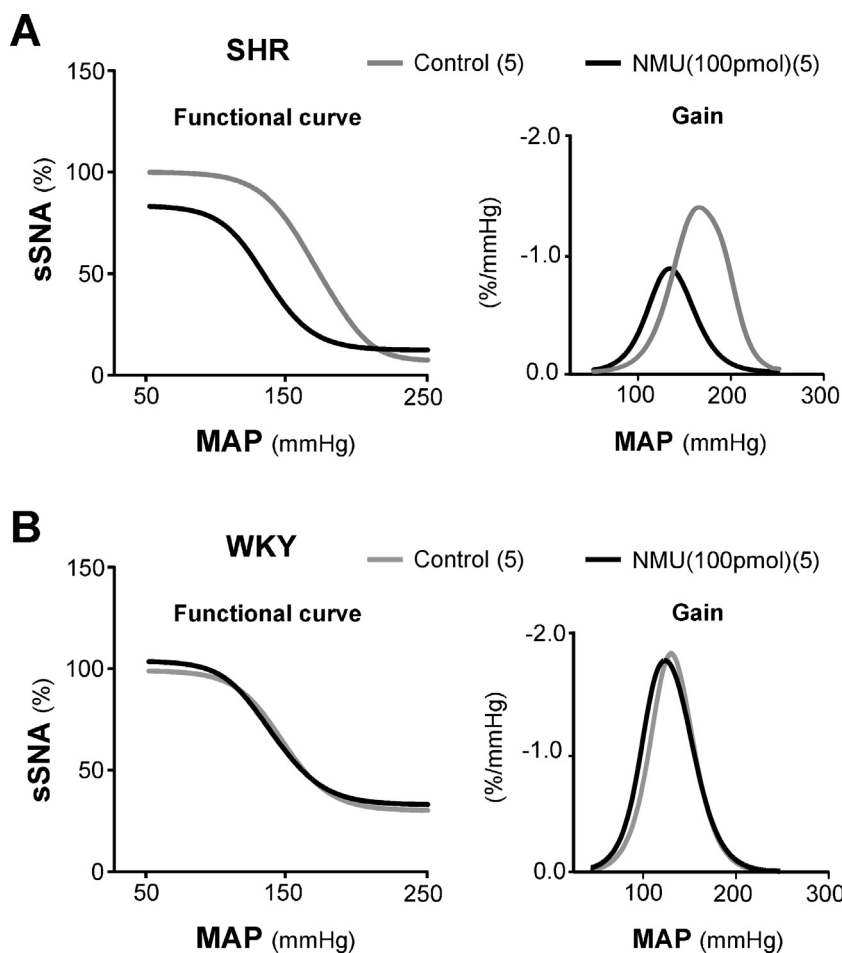 A
SHR
Control (5)
NMU(100pmol)(5)
Functional curve
Gain
150
100
50
0
sSNA (%)
50
150
250
MAP (mmHg)
-2.0
-1.0
0.0
(%/mmHg)
100
200
300
MAP (mmHg)
B
WKY
Control (5)
NMU(100pmol)(5)
Functional curve
Gain
150
100
50
0
sSNA (%)
50
150
250
MAP (mmHg)
-2.0
-1.0
0.0
(%/mmHg)
100
200
300
MAP (mmHg)